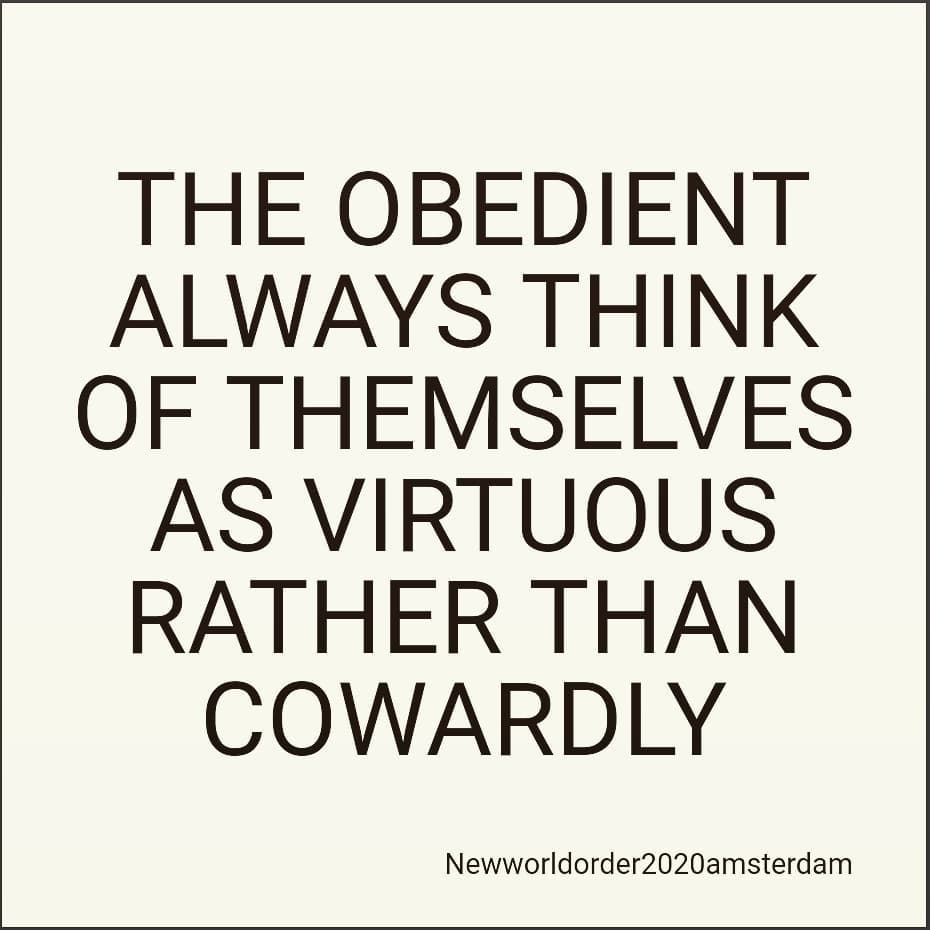 THE OBEDIENT
ALWAYS THINK
OF THEMSELVES
AS VIRTUOUS
RATHER THAN
COWARDLY
Newworldorder2020amsterdam